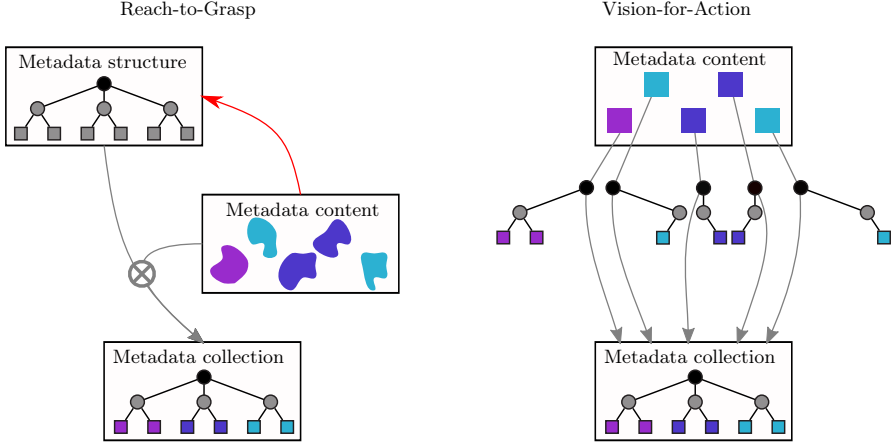 Reach-to-Grasp
Metadata structure
Metadata content
Metadata collection
Vision-for-Action
Metadata content
Metadata collection